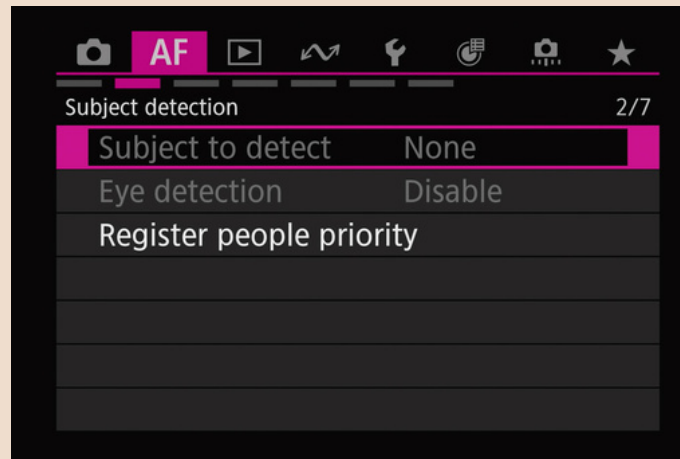 AF
Subject detection 2/7
Subject to detect None
Eye detection Disable
Register people priority